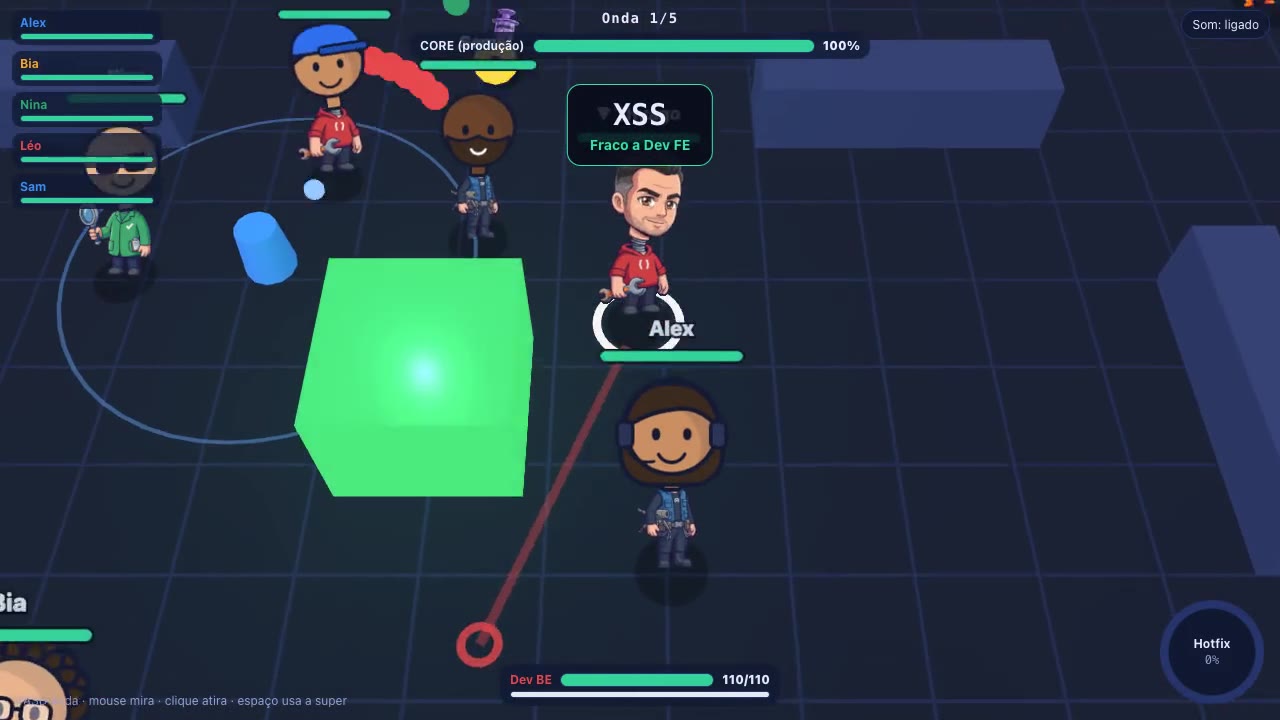 Alex
Bia
Nina
Léo
Sam
Onda 1/5
CORE (produção)
100%
Som: ligado
XSS
Fraco a Dev FE
Alex
Bia
Hotfix
0%
Dev BE
110/110
da · mouse mira · clique atira · espaço usa a super